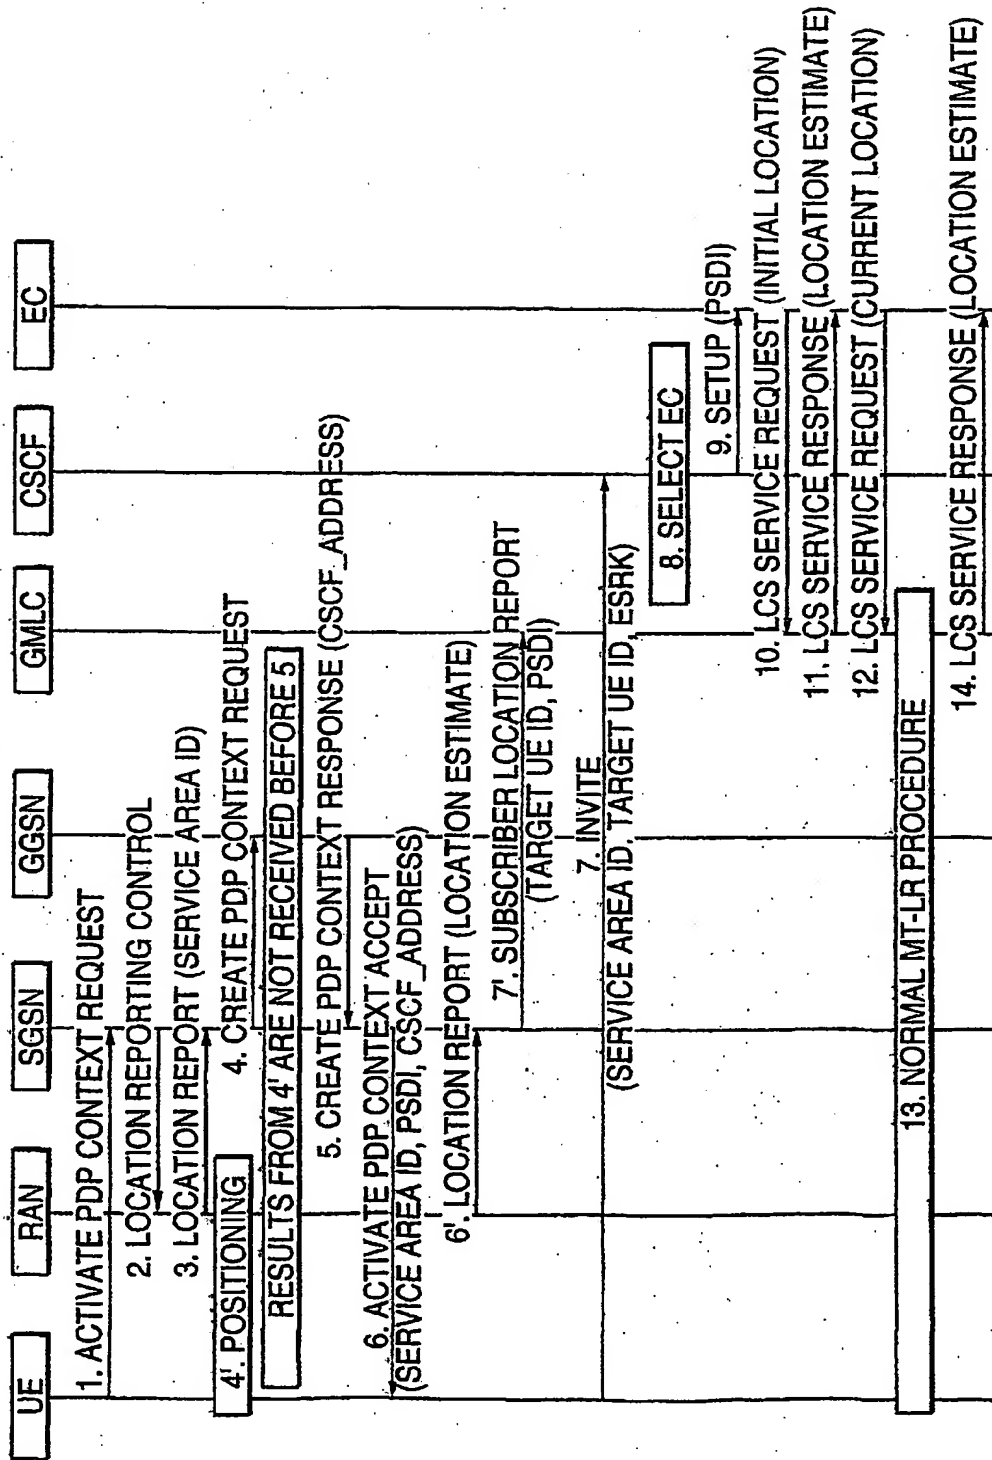 UE
RAN
SGSN
GGSN
GMLC
CSCF
EC
1. ACTIVATE PDP CONTEXT REQUEST
2. LOCATION REPORTING CONTROL
3. LOCATION REPORT (SERVICE AREA ID)
4'. POSITIONING
4. CREATE PDP CONTEXT REQUEST
RESULTS FROM 4' ARE NOT RECEIVED BEFORE 5
5. CREATE PDP CONTEXT RESPONSE (CSCF_ADDRESS)
6. ACTIVATE PDP CONTEXT ACCEPT
(SERVICE AREA ID, PSDI, CSCF_ADDRESS)
6'. LOCATION REPORT (LOCATION ESTIMATE)
7'. SUBSCRIBER LOCATION REPORT
(TARGET UE ID, PSDI)
7. INVITE
(SERVICE AREA ID, TARGET UE ID, ESRK)
8. SELECT EC
9. SETUP (PSDI)
10. LCS SERVICE REQUEST (INITIAL LOCATION)
11. LCS SERVICE RESPONSE (LOCATION ESTIMATE)
12. LCS SERVICE REQUEST (CURRENT LOCATION)
13. NORMAL MT-LR PROCEDURE
14. LCS SERVICE RESPONSE (LOCATION ESTIMATE)